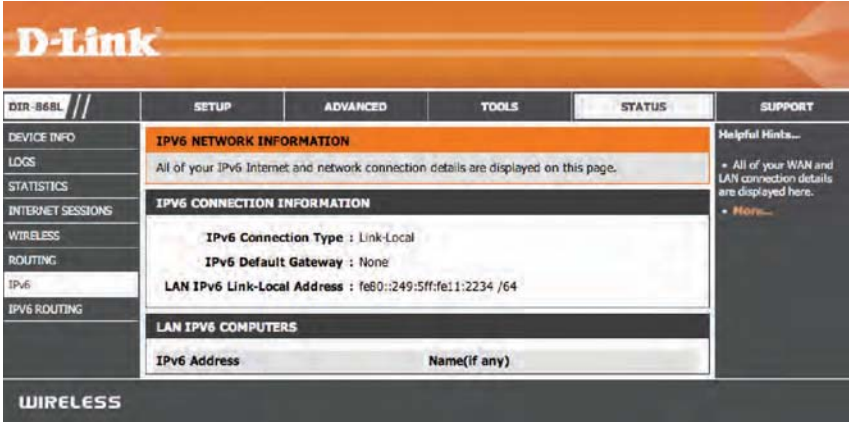 D-Link
DIR-868L
SETUP
ADVANCED
TOOLS
STATUS
SUPPORT
DEVICE INFO
LOGS
STATISTICS
INTERNET SESSIONS
WIRELESS
ROUTING
IPv6
IPV6 ROUTING
IPV6 NETWORK INFORMATION
All of your IPv6 Internet and network connection details are displayed on this page.
IPV6 CONNECTION INFORMATION
IPv6 Connection Type : Link-Local
IPv6 Default Gateway : None
LAN IPv6 Link-Local Address : fe80::249:5ff:fe11:2234 /64
LAN IPV6 COMPUTERS
IPv6 Address Name(if any)
Helpful Hints...
• All of your WAN and
LAN connection details
are displayed here.
• More...
WIRELESS